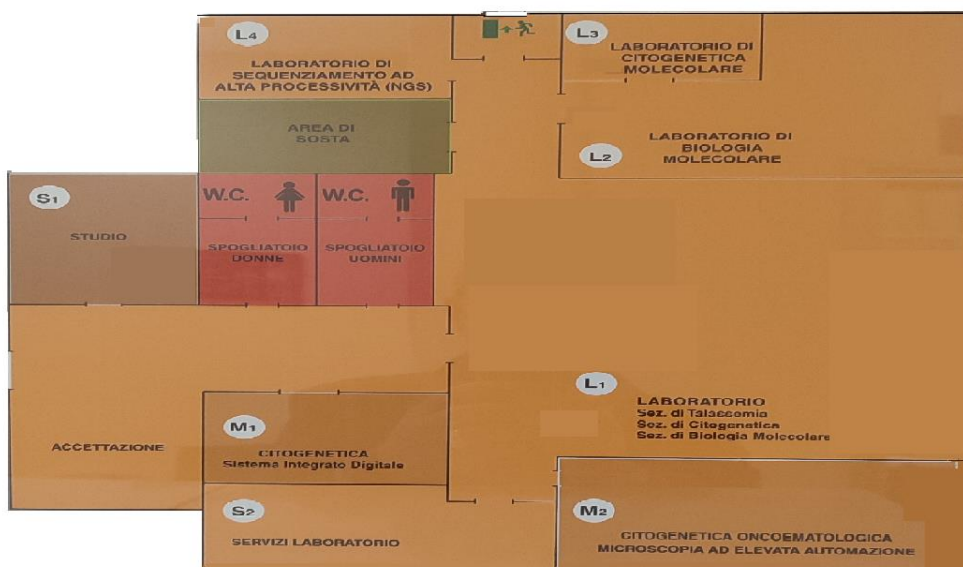 L4
LABORATORIO DI
SEQUENZIAMENTO AD
ALTA PROCESSIVITÀ (NGS)
L3
LABORATORIO DI
CITOGENETICA
MOLECOLARE
AREA DI
SOSTA
L2
LABORATORIO DI
BIOLOGIA
MOLECOLARE
S1
STUDIO
W.C.
W.C.
SPOGLIATOIO
DONNE
SPOGLIATOIO
UOMINI
L1
LABORATORIO
Sez. di Talassemia
Sez. di Citogenetica
Sez. di Biologia Molecolare
ACCETTAZIONE
M1
CITOGENETICA
Sistema Integrato Digitale
S2
SERVIZI LABORATORIO
M2
CITOGENETICA ONCOEMATOLOGICA
MICROSCOPIA AD ELEVATA AUTOMAZIONE